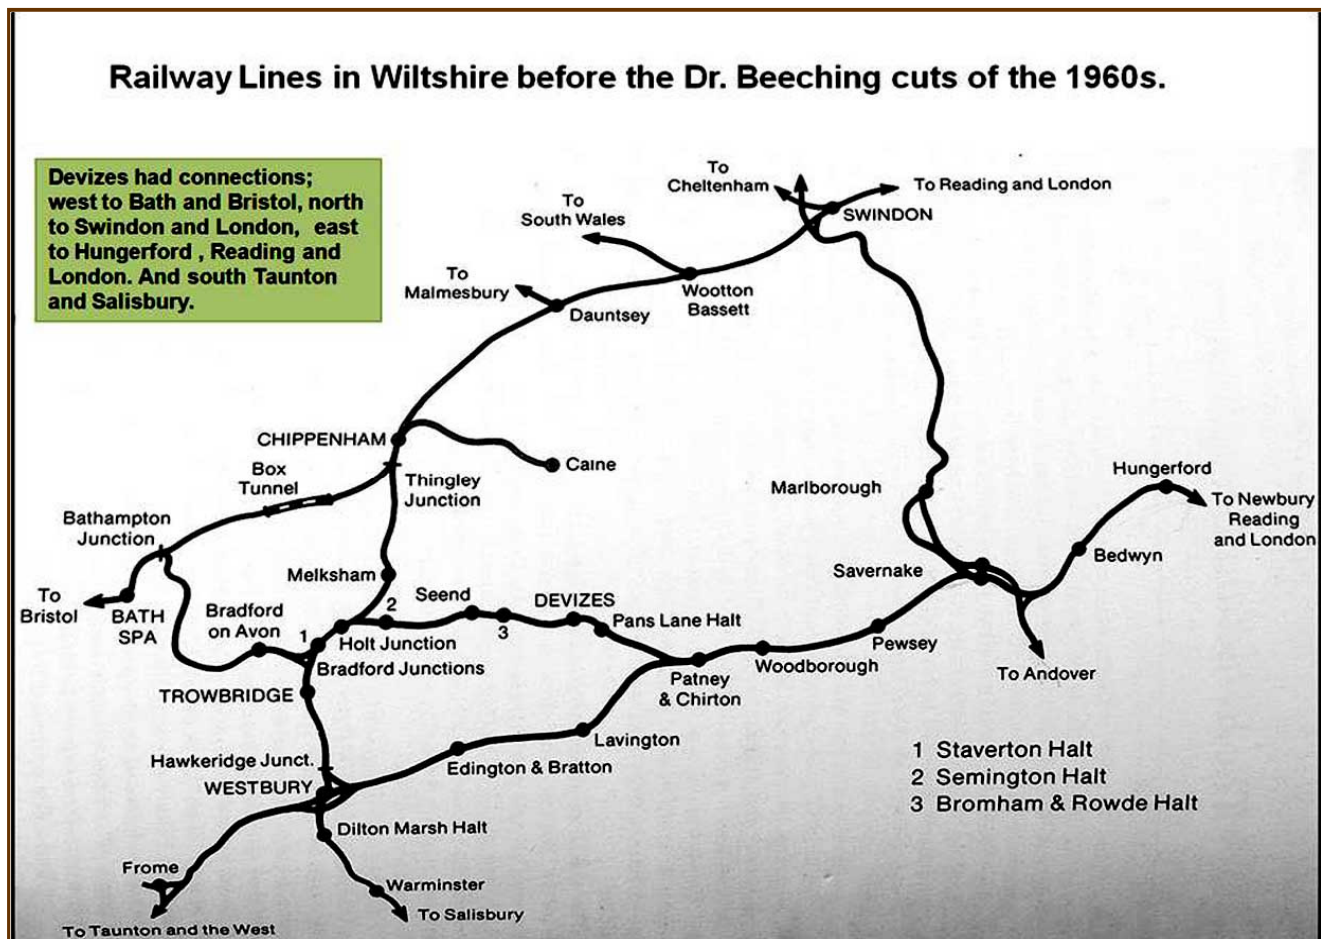 Railway Lines in Wiltshire before the Dr. Beeching cuts of the 1960s.
Devizes had connections;
west to Bath and Bristol, north
to Swindon and London, east
to Hungerford , Reading and
London. And south Taunton
and Salisbury.
To
Cheltenham
To Reading and London
SWINDON
To
South Wales
Wootton
Bassett
To
Malmesbury
Dauntsey
CHIPPENHAM
Calne
Box
Tunnel
Thingley
Junction
Marlborough
Hungerford
To Newbury
Reading
and London
Bathampton
Junction
Bedwyn
Melksham
Savernake
To
Bristol
BATH
SPA
Bradford
on Avon
1
2
Seend
3
DEVIZES
Pans Lane Halt
Holt Junction
Bradford Junctions
Woodborough
Pewsey
To Andover
TROWBRIDGE
Patney
& Chirton
Lavington
Hawkeridge Junct.
Edington & Bratton
WESTBURY
1 Staverton Halt
2 Semington Halt
3 Bromham & Rowde Halt
Dilton Marsh Halt
Frome
Warminster
To Salisbury
To Taunton and the West